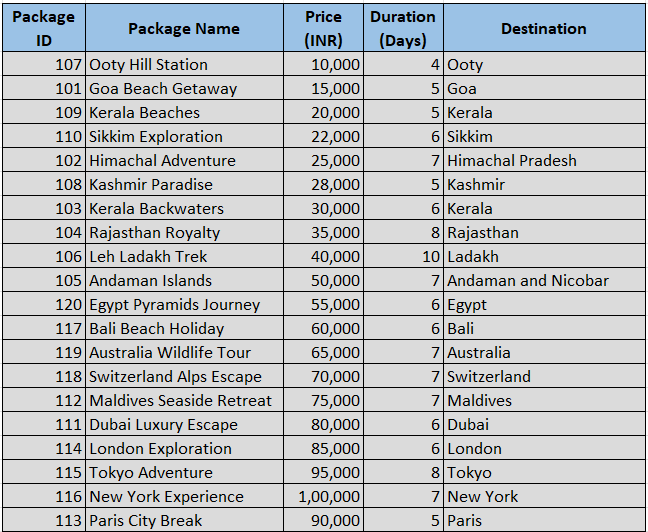 Package ID Package Name Price (INR) Duration (Days) Destination
107 Ooty Hill Station 10,000 4 Ooty
101 Goa Beach Getaway 15,000 5 Goa
109 Kerala Beaches 20,000 5 Kerala
110 Sikkim Exploration 22,000 6 Sikkim
102 Himachal Adventure 25,000 7 Himachal Pradesh
108 Kashmir Paradise 28,000 5 Kashmir
103 Kerala Backwaters 30,000 6 Kerala
104 Rajasthan Royalty 35,000 8 Rajasthan
106 Leh Ladakh Trek 40,000 10 Ladakh
105 Andaman Islands 50,000 7 Andaman and Nicobar
120 Egypt Pyramids Journey 55,000 6 Egypt
117 Bali Beach Holiday 60,000 6 Bali
119 Australia Wildlife Tour 65,000 7 Australia
118 Switzerland Alps Escape 70,000 7 Switzerland
112 Maldives Seaside Retreat 75,000 7 Maldives
111 Dubai Luxury Escape 80,000 6 Dubai
114 London Exploration 85,000 6 London
115 Tokyo Adventure 95,000 8 Tokyo
116 New York Experience 1,00,000 7 New York
113 Paris City Break 90,000 5 Paris